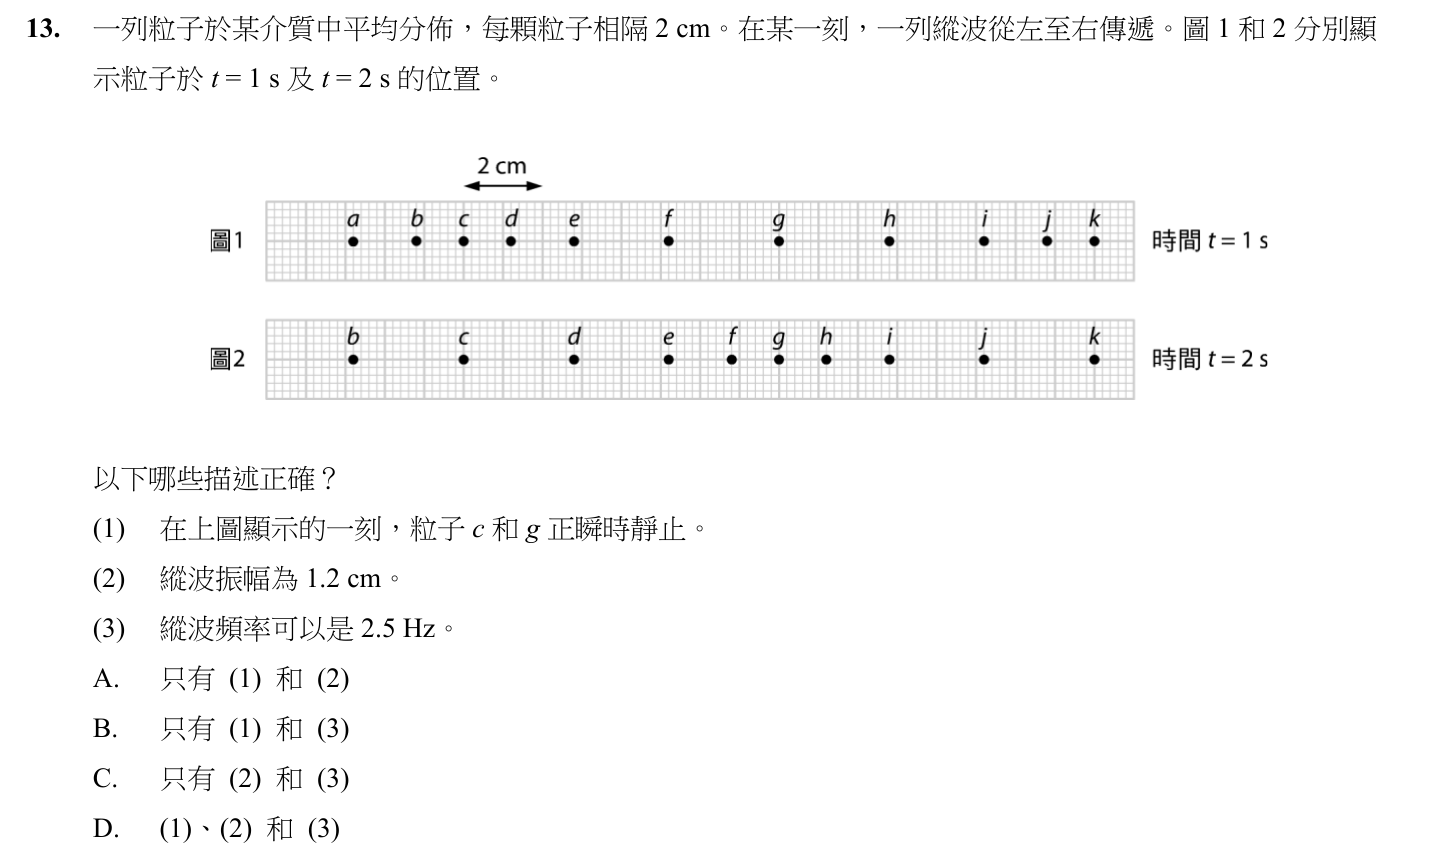 13. 一列粒子於某介質中平均分佈，每顆粒子相隔 2 cm。在某一刻，一列縱波從左至右傳遞。圖 1 和 2 分別顯
示粒子於 t = 1 s 及 t = 2 s 的位置。
2 cm
a b c d e f g h i j k
圖1 時間 t = 1 s
b c d e f g h i j k
圖2 時間 t = 2 s
以下哪些描述正確？
(1) 在上圖顯示的一刻，粒子 c 和 g 正瞬時靜止。
(2) 縱波振幅為 1.2 cm。
(3) 縱波頻率可以是 2.5 Hz。
A. 只有 (1) 和 (2)
B. 只有 (1) 和 (3)
C. 只有 (2) 和 (3)
D. (1)、(2) 和 (3)